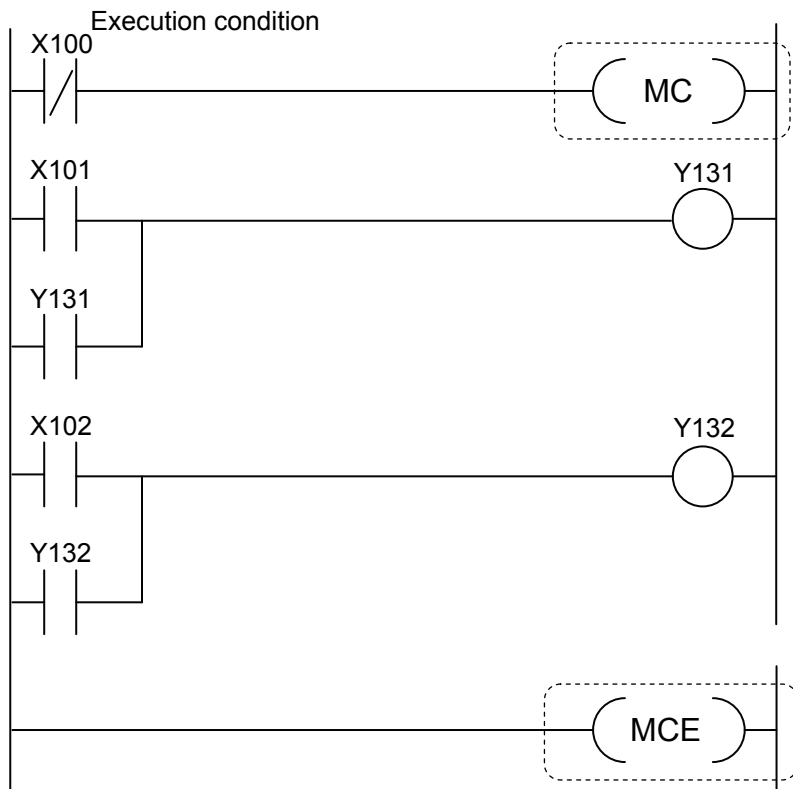 Execution condition
X100
MC
X101
Y131
Y131
X102
Y132
Y132
MCE